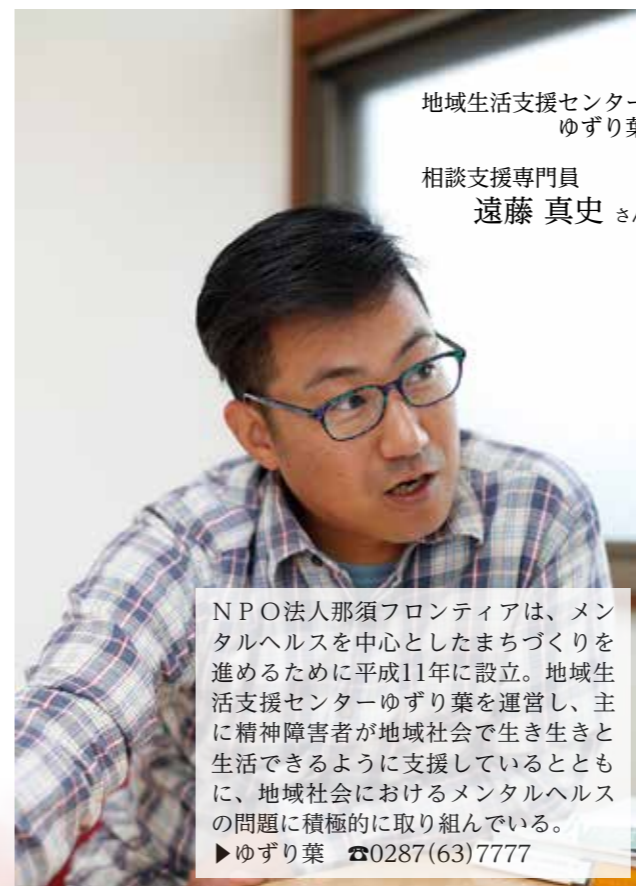 地域生活支援センター
ゆずり葉
相談支援専門員
遠藤 真史 さん
ＮＰＯ法人那須フロンティアは、メン
タルヘルスを中心としたまちづくりを
進めるために平成11年に設立。地域生
活支援センターゆずり葉を運営し、主
に精神障害者が地域社会で生き生きと
生活できるように支援しているととも
に、地域社会におけるメンタルヘルス
の問題に積極的に取り組んでいる。
▶ゆずり葉　☎0287(63)7777